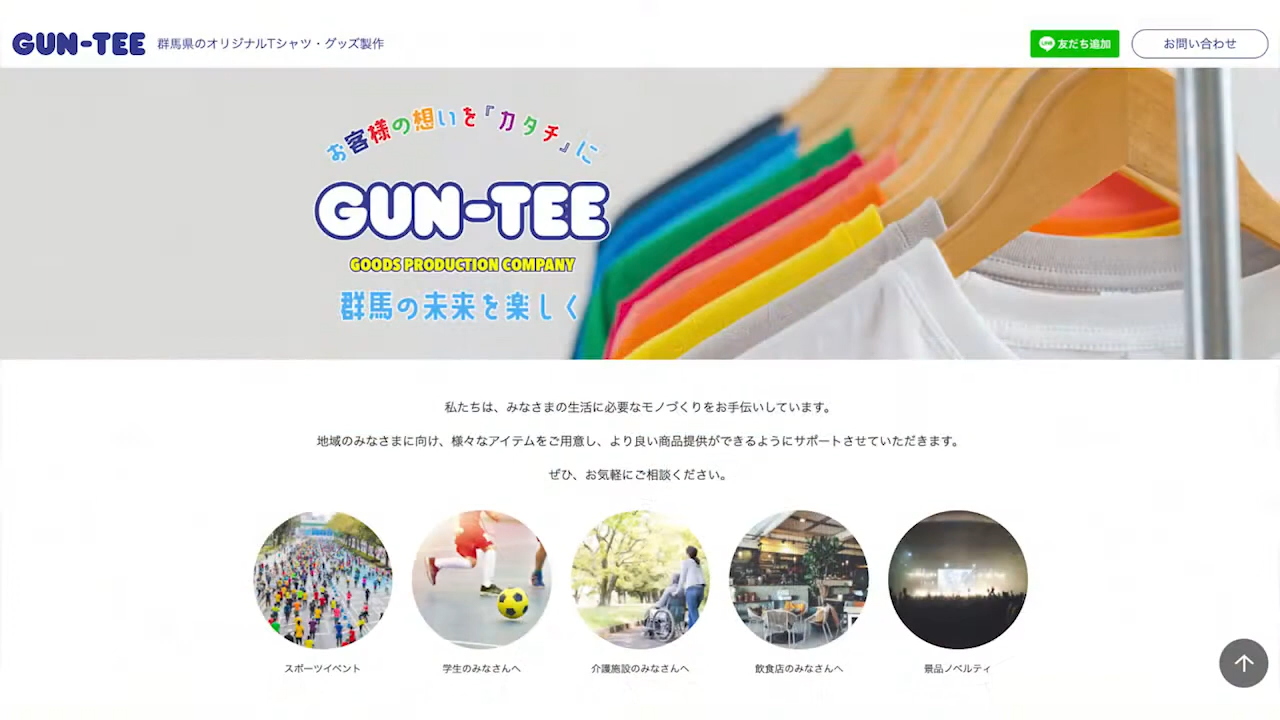 GUN-TEE 群馬県のオリジナルTシャツ・グッズ製作
LINE 友だち追加
お問い合わせ
お客様の想いを『カタチ』に
GUN-TEE
GOODS PRODUCTION COMPANY
群馬の未来を楽しく
私たちは、みなさまの生活に必要なモノづくりをお手伝いしています。
地域のみなさまに向け、様々なアイテムをご用意し、より良い商品提供ができるようにサポートさせていただきます。
ぜひ、お気軽にご相談ください。
スポーツイベント
学生のみなさんへ
介護施設のみなさんへ
飲食店のみなさんへ
景品ノベルティ